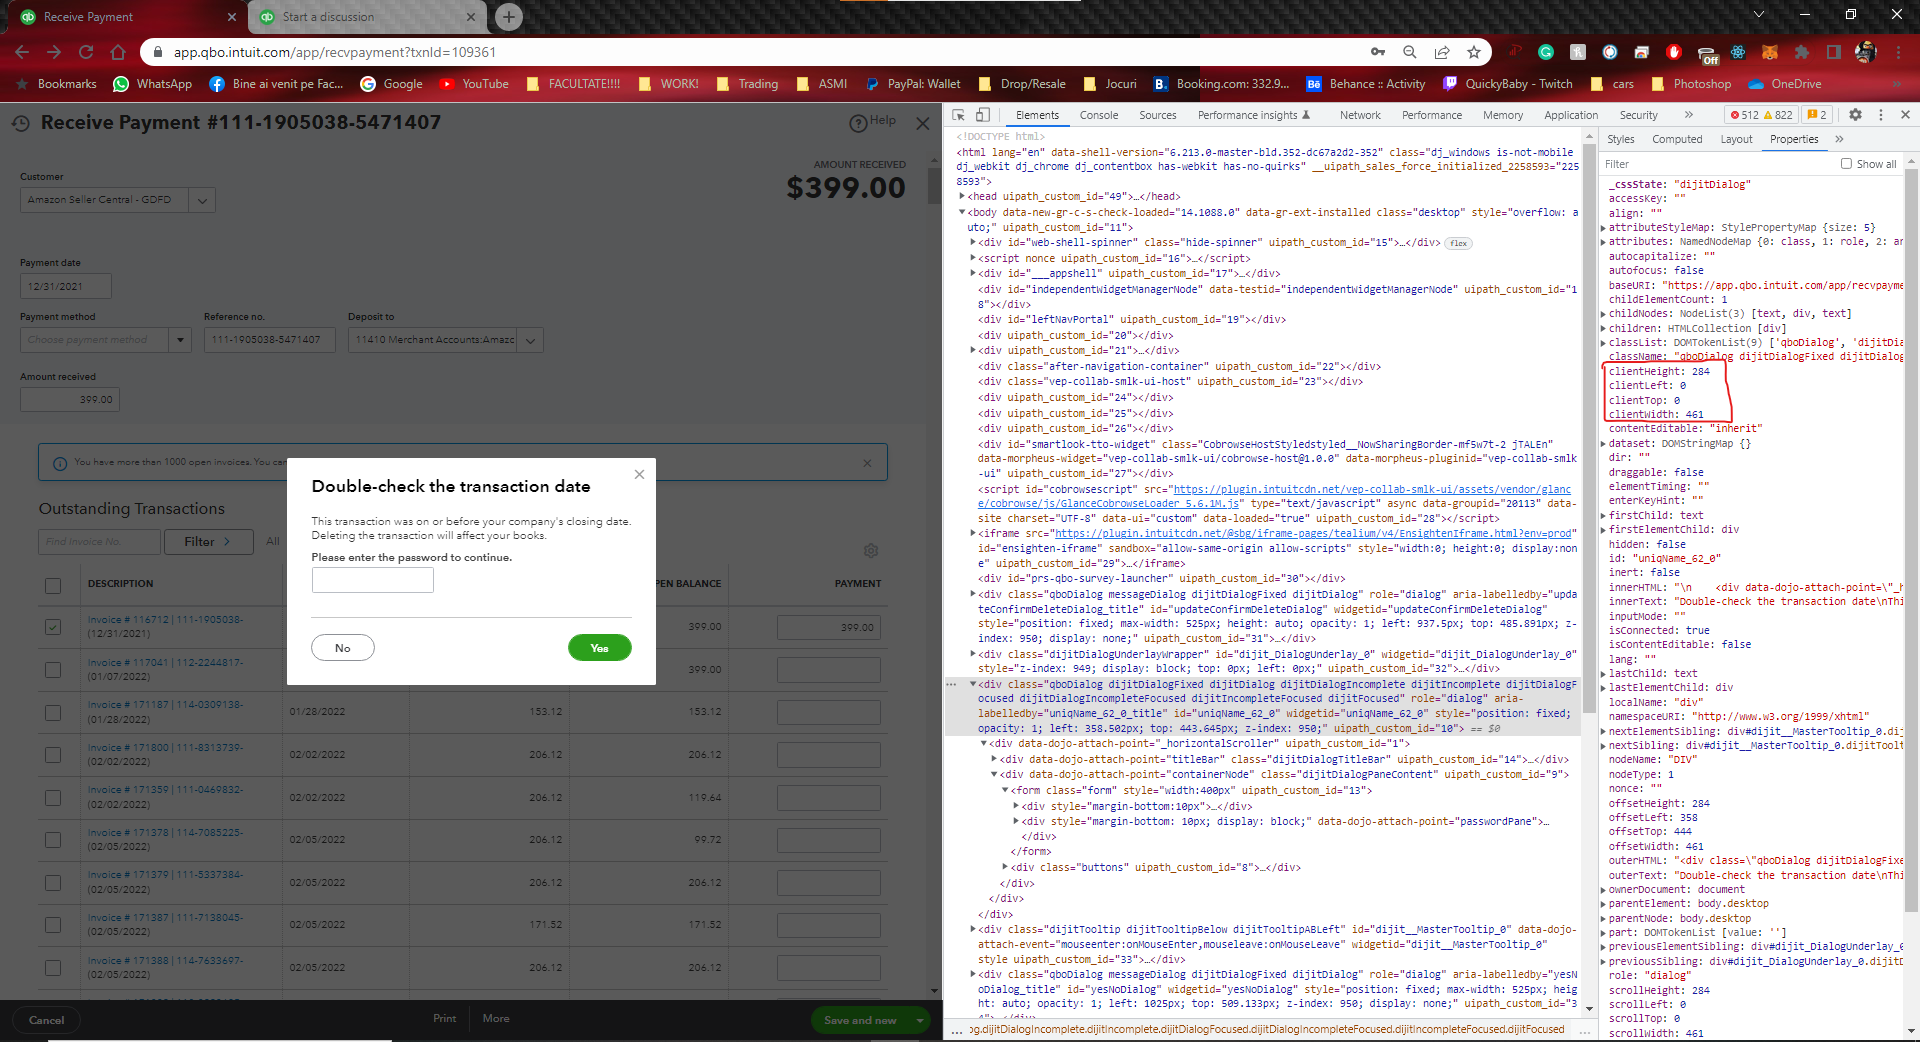 Receive Payment
Start a discussion
app.qbo.intuit.com/app/recvpayment?txnId=109361
Off
Bookmarks WhatsApp Bine ai venit pe Fac... Google YouTube FACULTATE!!!! WORK! Trading ASMI PayPal: Wallet Drop/Resale Jocuri Booking.com: 332.9... Behance :: Activity QuickyBaby - Twitch cars Photoshop OneDrive
Receive Payment #111-1905038-5471407
Help
AMOUNT RECEIVED
$399.00
Customer
Amazon Seller Central - GDFD
Payment date
12/31/2021
Payment method Reference no. Deposit to
Choose payment method 111-1905038-5471407 11410 Merchant Accounts:Amazc
Amount received
399.00
You have more than 1000 open invoices. You can
Outstanding Transactions
Find Invoice No. Filter > All
DESCRIPTION PEN BALANCE PAYMENT
Invoice # 116712 | 111-1905038-
(12/31/2021) 399.00 399.00
Invoice # 117041 | 112-2244817-
(01/07/2022) 399.00
Invoice # 171187 | 114-0309138-
(01/28/2022) 01/28/2022 153.12 153.12
Invoice # 171800 | 111-8313739-
(02/02/2022) 02/02/2022 206.12 206.12
Invoice # 171359 | 111-0469832-
(02/02/2022) 02/02/2022 206.12 119.64
Invoice # 171378 | 114-7085225-
(02/05/2022) 02/05/2022 206.12 99.72
Invoice # 171379 | 111-5337384-
(02/05/2022) 02/05/2022 206.12 206.12
Invoice # 171387 | 111-7138045-
(02/05/2022) 02/05/2022 171.52 171.52
Invoice # 171388 | 114-7633697-
(02/05/2022) 02/05/2022 206.12 206.12
Double-check the transaction date
This transaction was on or before your company's closing date.
Deleting the transaction will affect your books.
Please enter the password to continue.
No Yes
Cancel Print More Save and new
Elements Console Sources Performance insights Network Performance Memory Application Security 512 822 2
<!DOCTYPE html>
<html lang="en" data-shell-version="6.213.0-master-bld.352-dc67a2d2-352" class="dj_windows is-not-mobile
dj_webkit dj_chrome dj_contentbox has-webkit has-no-quirks" __uipath_sales_force_initialized_2258593="225
8593">
<head uipath_custom_id="49">…</head>
<body data-new-gr-c-s-check-loaded="14.1088.0" data-gr-ext-installed class="desktop" style="overflow: a
uto;" uipath_custom_id="11">
<div id="web-shell-spinner" class="hide-spinner" uipath_custom_id="15">…</div> flex
<script nonce uipath_custom_id="16">…</script>
<div id="___appshell" uipath_custom_id="17">…</div>
<div id="independentWidgetManagerNode" data-testid="independentWidgetManagerNode" uipath_custom_id="1
8"></div>
<div id="leftNavPortal" uipath_custom_id="19"></div>
<div uipath_custom_id="20"></div>
<div uipath_custom_id="21">…</div>
<div class="after-navigation-container" uipath_custom_id="22"></div>
<div class="vep-collab-smlk-ui-host" uipath_custom_id="23"></div>
<div uipath_custom_id="24"></div>
<div uipath_custom_id="25"></div>
<div uipath_custom_id="26"></div>
<div id="smartlook-tto-widget" class="CobrowseHostStyledstyled__NowSharingBorder-mf5w7t-2 jTALEn"
data-morpheus-widget="vep-collab-smlk-ui/cobrowse-host@1.0.0" data-morpheus-pluginid="vep-collab-smlk
-ui" uipath_custom_id="27"></div>
<script id="cobrowsescript" src="https://plugin.intuitcdn.net/vep-collab-smlk-ui/assets/vendor/glanc
e/cobrowse/js/GlanceCobrowseLoader_5.6.1M.js" type="text/javascript" async data-groupid="20113" data-
site charset="UTF-8" data-ui="custom" data-loaded="true" uipath_custom_id="28"></script>
<iframe src="https://plugin.intuitcdn.net/@sbg/iframe-pages/tealium/v4/EnsightenIframe.html?env=prod"
id="ensighten-iframe" sandbox="allow-same-origin allow-scripts" style="width:0; height:0; display:non
e" uipath_custom_id="29">…</iframe>
<div id="prs-qbo-survey-launcher" uipath_custom_id="30"></div>
<div class="qboDialog messageDialog dijitDialogFixed dijitDialog" role="dialog" aria-labelledby="upda
teConfirmDeleteDialog_title" id="updateConfirmDeleteDialog" widgetid="updateConfirmDeleteDialog"
style="position: fixed; max-width: 525px; height: auto; opacity: 1; left: 937.5px; top: 485.891px; z-
index: 950; display: none;" uipath_custom_id="31">…</div>
<div class="dijitDialogUnderlayWrapper" id="dijit_DialogUnderlay_0" widgetid="dijit_DialogUnderlay_0"
style="z-index: 949; display: block; top: 0px; left: 0px;" uipath_custom_id="32">…</div>
<div class="qboDialog dijitDialogFixed dijitDialog dijitDialogIncomplete dijitIncomplete dijitDialogF
ocused dijitDialogIncompleteFocused dijitIncompleteFocused dijitFocused" role="dialog" aria-
labelledby="uniqName_62_0_title" id="uniqName_62_0" widgetid="uniqName_62_0" style="position: fixed;
opacity: 1; left: 358.502px; top: 443.645px; z-index: 950;" uipath_custom_id="10"> == $0
<div data-dojo-attach-point="_horizontalScroller" uipath_custom_id="1">
<div data-dojo-attach-point="titleBar" class="dijitDialogTitleBar" uipath_custom_id="14">…</div>
<div data-dojo-attach-point="containerNode" class="dijitDialogPaneContent" uipath_custom_id="9">
<form class="form" style="width:400px" uipath_custom_id="13">
<div style="margin-bottom:10px">…</div>
<div style="margin-bottom: 10px; display: block;" data-dojo-attach-point="passwordPane">…
</div>
</form>
<div class="buttons" uipath_custom_id="8">…</div>
</div>
</div>
</div>
<div class="dijitTooltip dijitTooltipBelow dijitTooltipABLeft" id="dijit__MasterTooltip_0" data-dojo-
attach-event="mouseenter:onMouseEnter,mouseleave:onMouseLeave" widgetid="dijit__MasterTooltip_0"
style uipath_custom_id="33">…</div>
<div class="qboDialog messageDialog dijitDialogFixed dijitDialog" role="dialog" aria-labelledby="yesN
oDialog_title" id="yesNoDialog" widgetid="yesNoDialog" style="position: fixed; max-width: 525px; heig
ht: auto; opacity: 1; left: 1025px; top: 509.133px; z-index: 950; display: none;" uipath_custom_id="3
... og.dijitDialogIncomplete.dijitIncomplete.dijitDialogFocused.dijitDialogIncompleteFocused.dijitIncompleteFocused.dijitFocused ...
Styles Computed Layout Properties
Filter Show all
_cssState: "dijitDialog"
accessKey: ""
align: ""
attributeStyleMap: StylePropertyMap {size: 5}
attributes: NamedNodeMap {0: class, 1: role, 2: ar
autocapitalize: ""
autofocus: false
baseURI: "https://app.qbo.intuit.com/app/recvpayme
childElementCount: 1
childNodes: NodeList(3) [text, div, text]
children: HTMLCollection [div]
classList: DOMTokenList(9) ['qboDialog', 'dijitDia
className: "qboDialog dijitDialogFixed dijitDialog
clientHeight: 284
clientLeft: 0
clientTop: 0
clientWidth: 461
contentEditable: "inherit"
dataset: DOMStringMap {}
dir: ""
draggable: false
elementTiming: ""
enterKeyHint: ""
firstChild: text
firstElementChild: div
hidden: false
id: "uniqName_62_0"
inert: false
innerHTML: "\n <div data-dojo-attach-point=\"_h
innerText: "Double-check the transaction date\nThi
inputMode: ""
isConnected: true
isContentEditable: false
lang: ""
lastChild: text
lastElementChild: div
localName: "div"
namespaceURI: "http://www.w3.org/1999/xhtml"
nextElementSibling: div#dijit__MasterTooltip_0.dij
nextSibling: div#dijit__MasterTooltip_0.dijitToolt
nodeName: "DIV"
nodeType: 1
nonce: ""
offsetHeight: 284
offsetLeft: 358
offsetTop: 444
offsetWidth: 461
outerHTML: "<div class=\"qboDialog dijitDialogFixe
outerText: "Double-check the transaction date\nThi
ownerDocument: document
parentElement: body.desktop
parentNode: body.desktop
part: DOMTokenList [value: '']
previousElementSibling: div#dijit_DialogUnderlay_0
previousSibling: div#dijit_DialogUnderlay_0.dijitD
role: "dialog"
scrollHeight: 284
scrollLeft: 0
scrollTop: 0
scrollWidth: 461